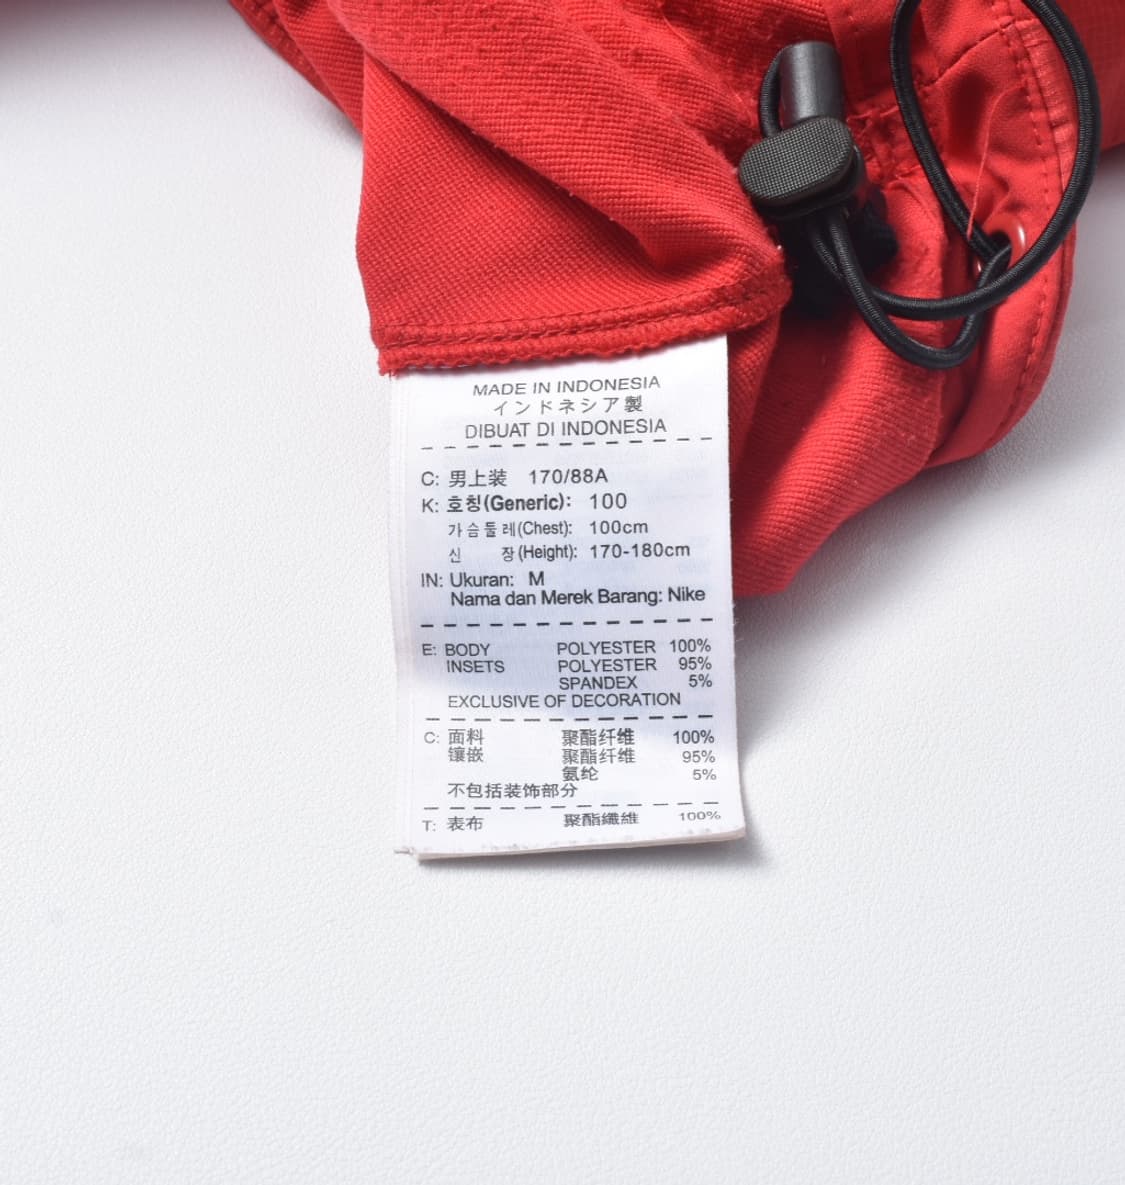 MADE IN INDONESIA
インドネシア製
DIBUAT DI INDONESIA
C: 男上装 170/88A
K: 호칭(Generic): 100
가슴둘레(Chest): 100cm
신 장(Height): 170-180cm
IN: Ukuran: M
Nama dan Merek Barang: Nike
E: BODY POLYESTER 100%
INSETS POLYESTER 95%
SPANDEX 5%
EXCLUSIVE OF DECORATION
C: 面料 聚酯纤维 100%
镶嵌 聚酯纤维 95%
氨纶 5%
不包括装饰部分
T: 表布 聚酯纖維 100%